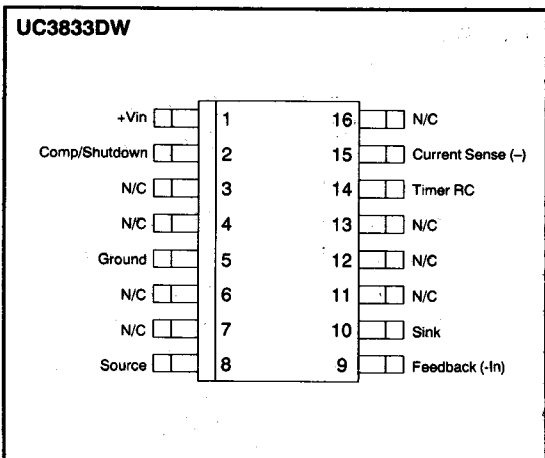 UC3833DW
+Vin 1 16 N/C
Comp/Shutdown 2 15 Current Sense (–)
N/C 3 14 Timer RC
N/C 4 13 N/C
Ground 5 12 N/C
N/C 6 11 N/C
N/C 7 10 Sink
Source 8 9 Feedback (-In)